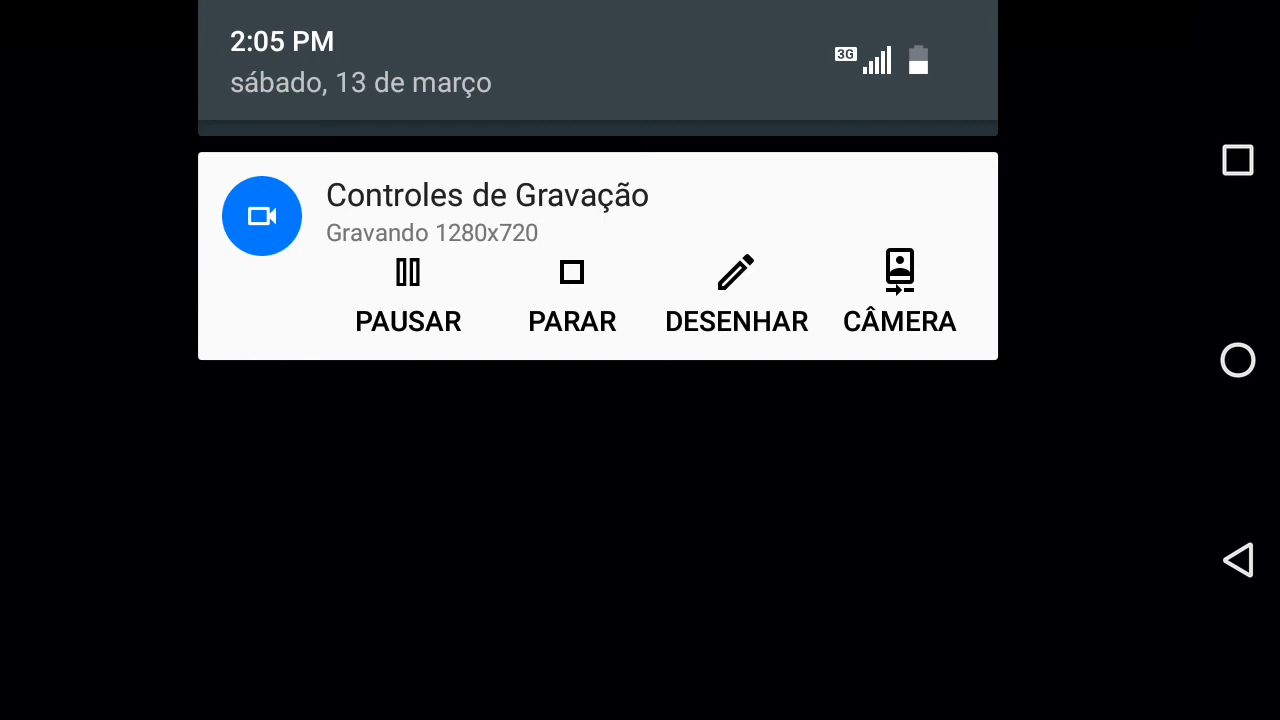 2:05 PM
3G
sábado, 13 de março
Controles de Gravação
Gravando 1280x720
PAUSAR PARAR DESENHAR CÂMERA